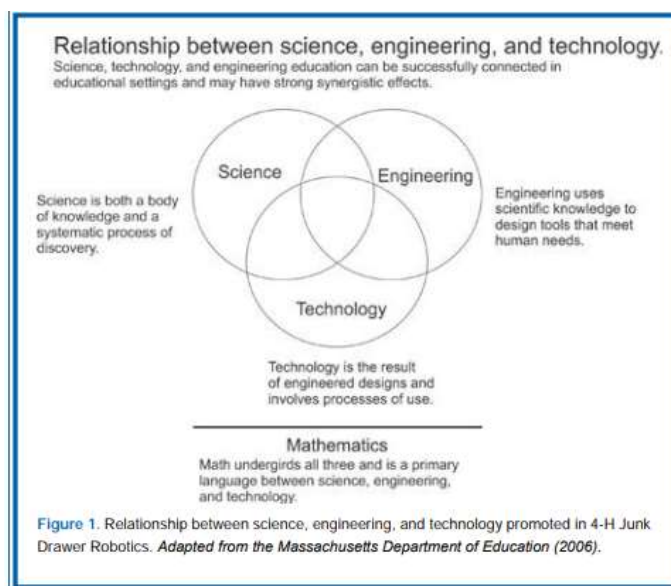 Relationship between science, engineering, and technology.
Science, technology, and engineering education can be successfully connected in
educational settings and may have strong synergistic effects.
Science
Engineering
Science is both a body
of knowledge and a
systematic process of
discovery.
Engineering uses
scientific knowledge to
design tools that meet
human needs.
Technology
Technology is the result
of engineered designs and
involves processes of use.
Mathematics
Math undergirds all three and is a primary
language between science, engineering,
and technology.
Figure 1. Relationship between science, engineering, and technology promoted in 4-H Junk
Drawer Robotics. Adapted from the Massachusetts Department of Education (2006).